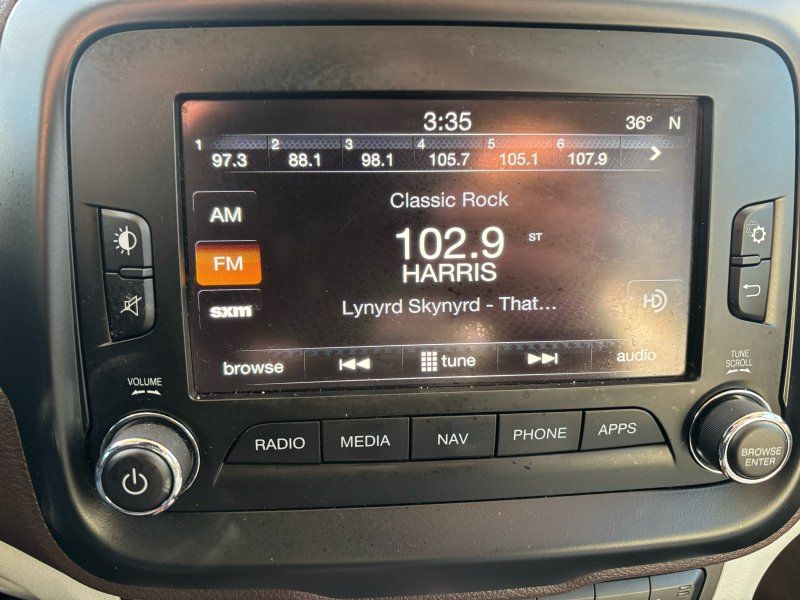 3:35 36° N
1 97.3 2 88.1 3 98.1 4 105.7 5 105.1 6 107.9
Classic Rock
AM
102.9 ST
HARRIS
FM
Lynyrd Skynyrd - That...
sxm HD
browse tune audio
VOLUME
TUNE
SCROLL
RADIO MEDIA NAV PHONE APPS
BROWSE
ENTER